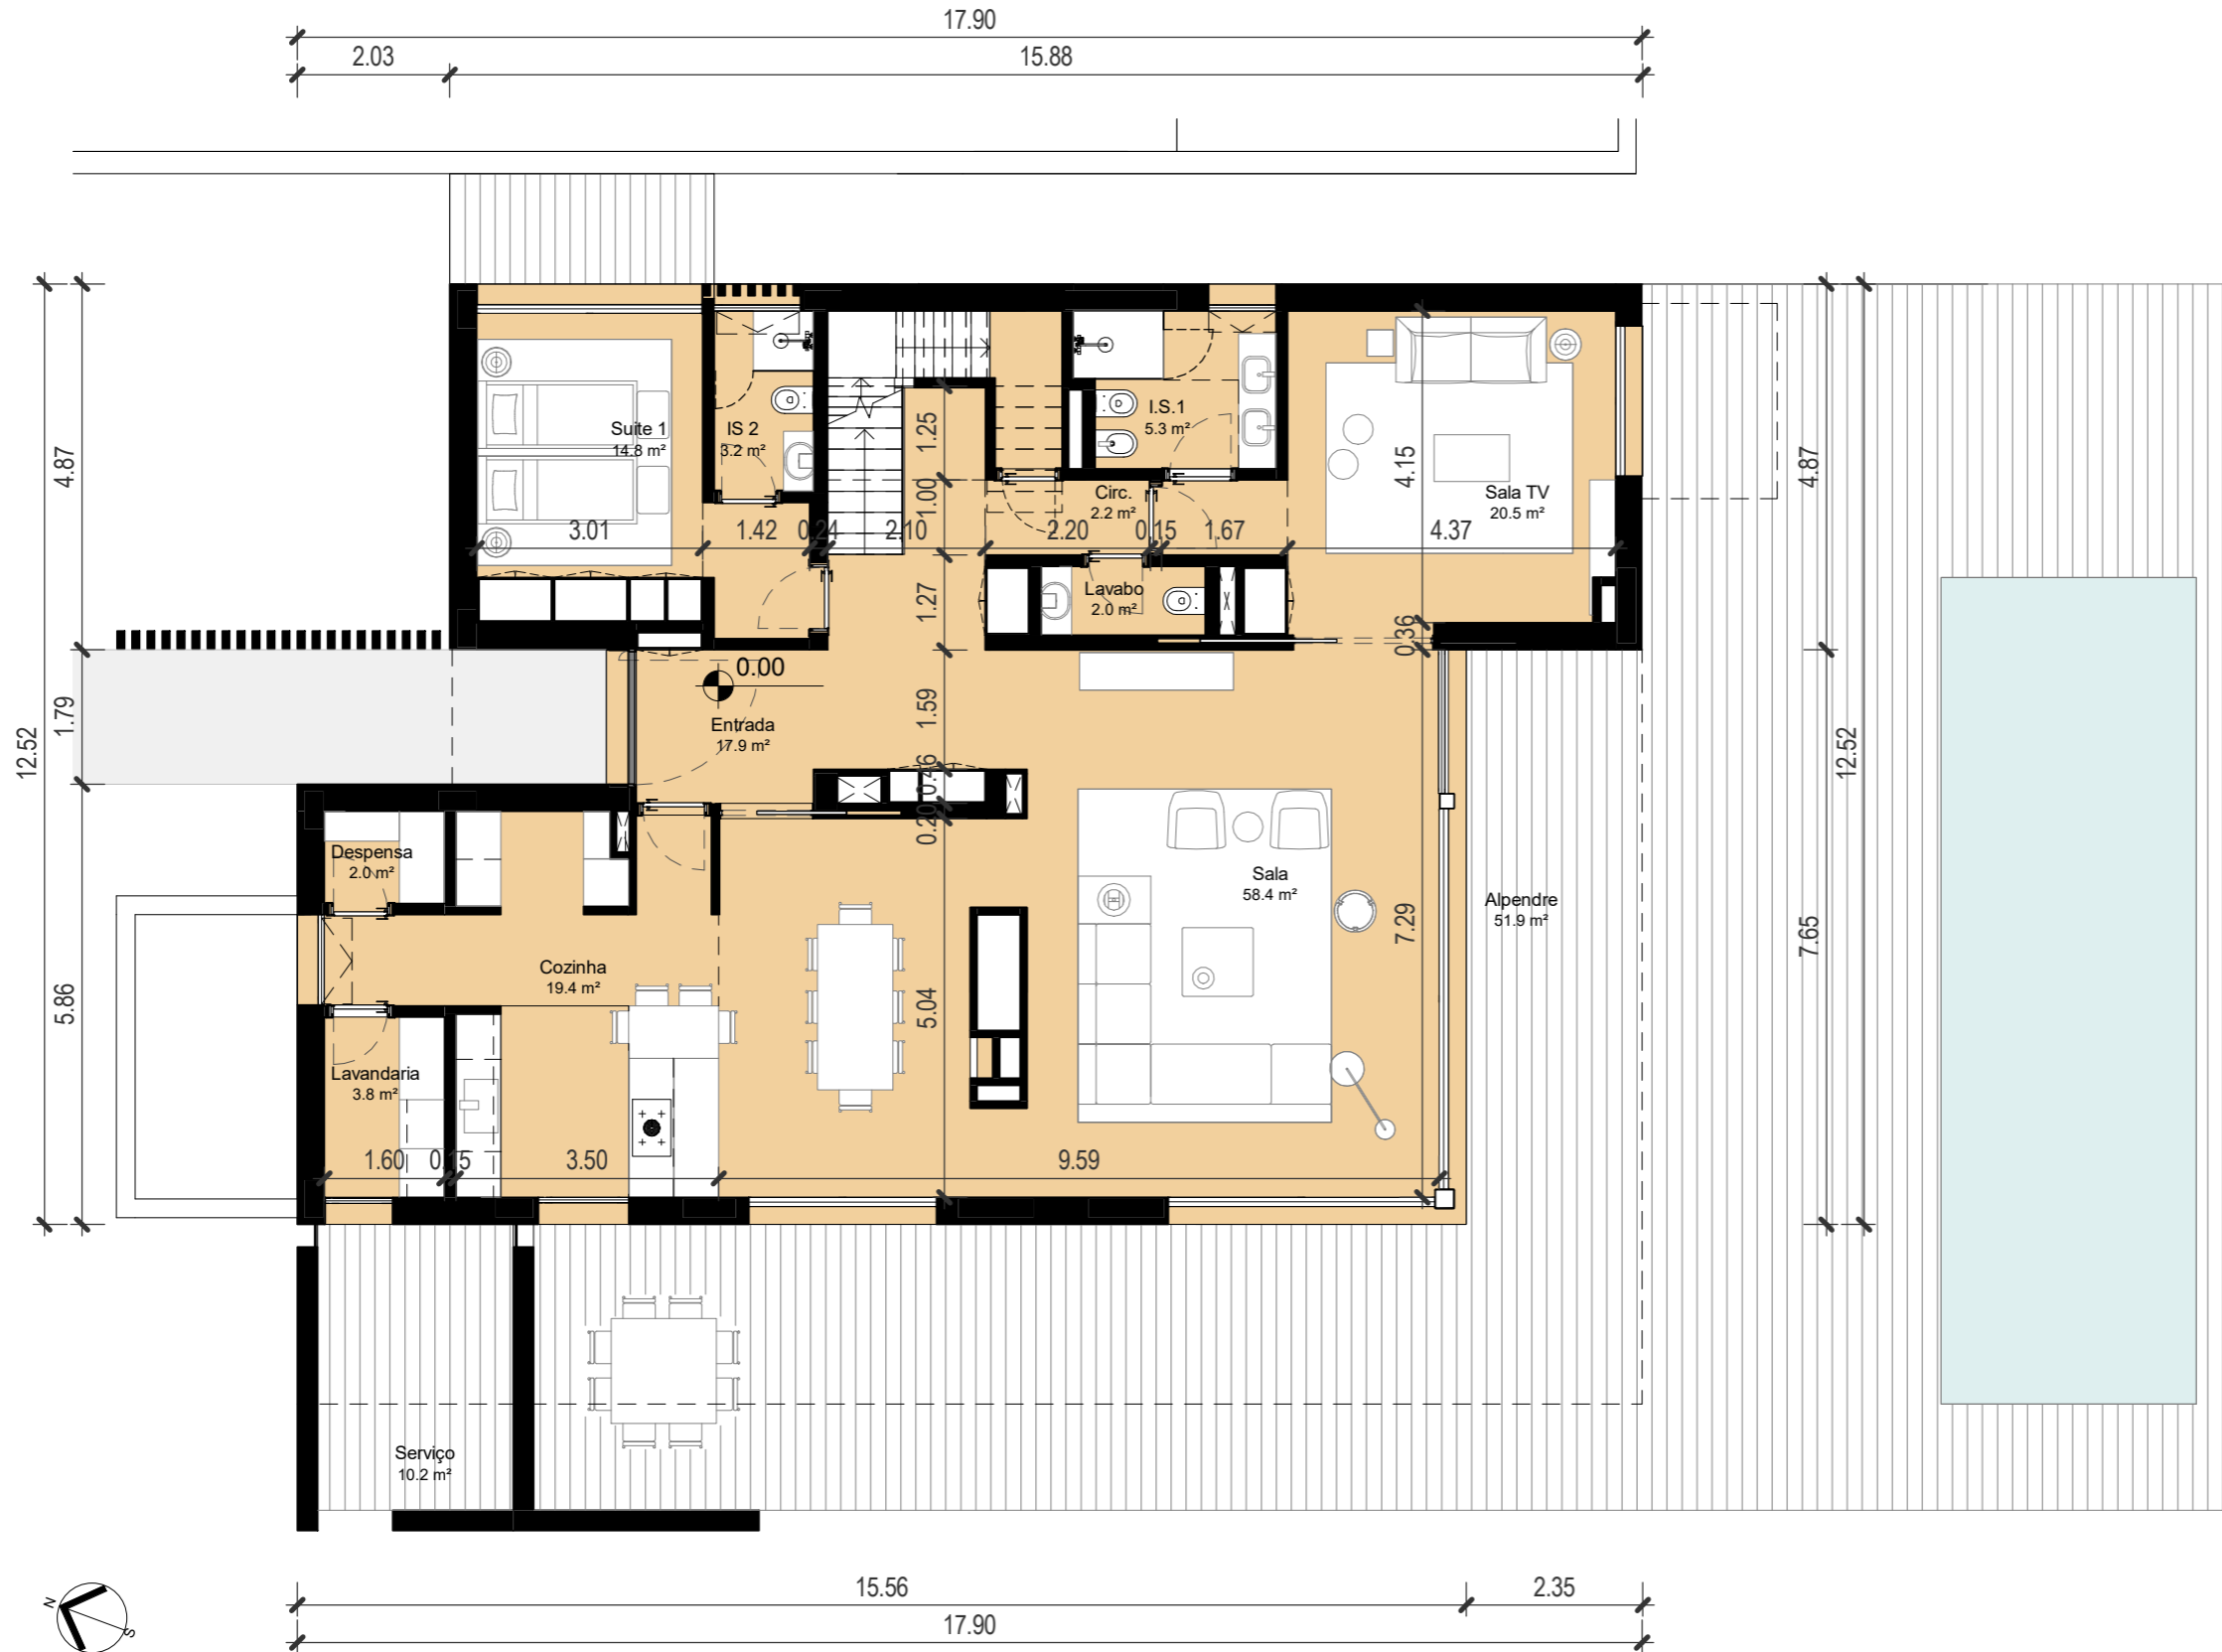 17.90
2.03
15.88
Suite 1
14.8 m²
IS 2
3.2 m²
I.S.1
5.3 m²
1.25
4.87
4.15
4.87
Circ.
2.2 m²
1.00
Sala TV
20.5 m²
3.01
1.42
0.24
2.10
2.20
0.15
1.67
4.37
Lavabo
2.0 m²
1.27
0.36
0.00
Entrada
17.9 m²
1.59
1.79
12.52
12.52
0.46
0.20
Despensa
2.0 m²
Sala
58.4 m²
Alpendre
51.9 m²
7.29
7.65
Cozinha
19.4 m²
5.04
5.86
Lavandaria
3.8 m²
1.60
0.15
3.50
9.59
Serviço
10.2 m²
N
S
15.56
2.35
17.90